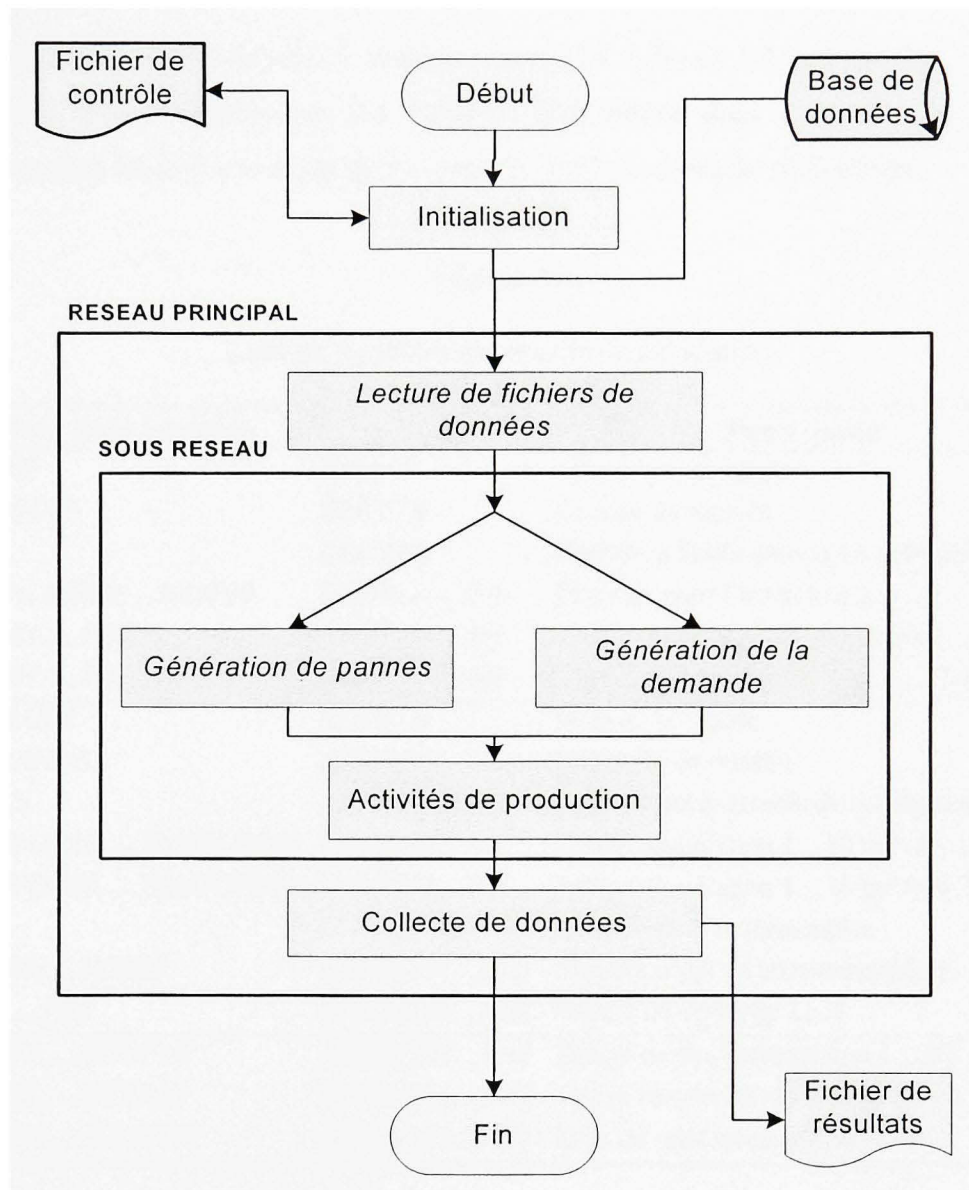 Fichier de
contrôle
Début
Base de
données
Initialisation
RESEAU PRINCIPAL
Lecture de fichiers de
données
SOUS RESEAU
Génération de pannes
Génération de la
demande
Activités de production
Collecte de données
Fin
Fichier de
résultats